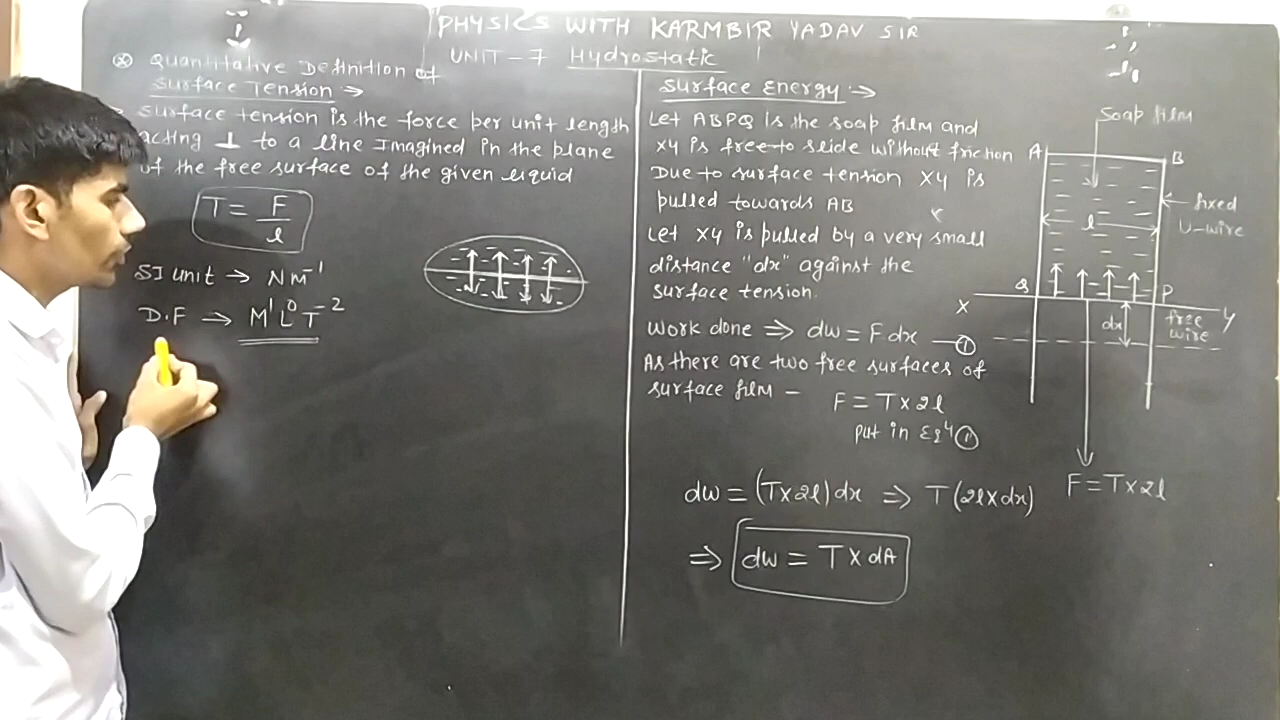 PHYSICS WITH KARMBIR YADAV SIR
UNIT-7 Hydrostatic
Quantitative Definition of
Surface Tension →
Surface tension is the force per unit length
acting ⊥ to a line Imagined in the plane
of the free surface of the given liquid
T = F/l
SI unit → N m⁻¹
D.F → M¹L⁰T⁻²
Surface Energy →
Let ABPQ is the soap film and
XY is free to slide without friction
Due to surface tension XY is
pulled towards AB
Let XY is pulled by a very small
distance "dx" against the
surface tension.
Work done ⇒ dw = F dx — ①
As there are two free surfaces of
surface film –
F = T × 2l
put in Eqⁿ ①
dw = (T×2l) dx ⇒ T(2l×dx)
⇒ dw = T × dA
Soap film
A
B
fixed
U-wire
l
Q
P
X
Y
dx
free
wire
F = T × 2l